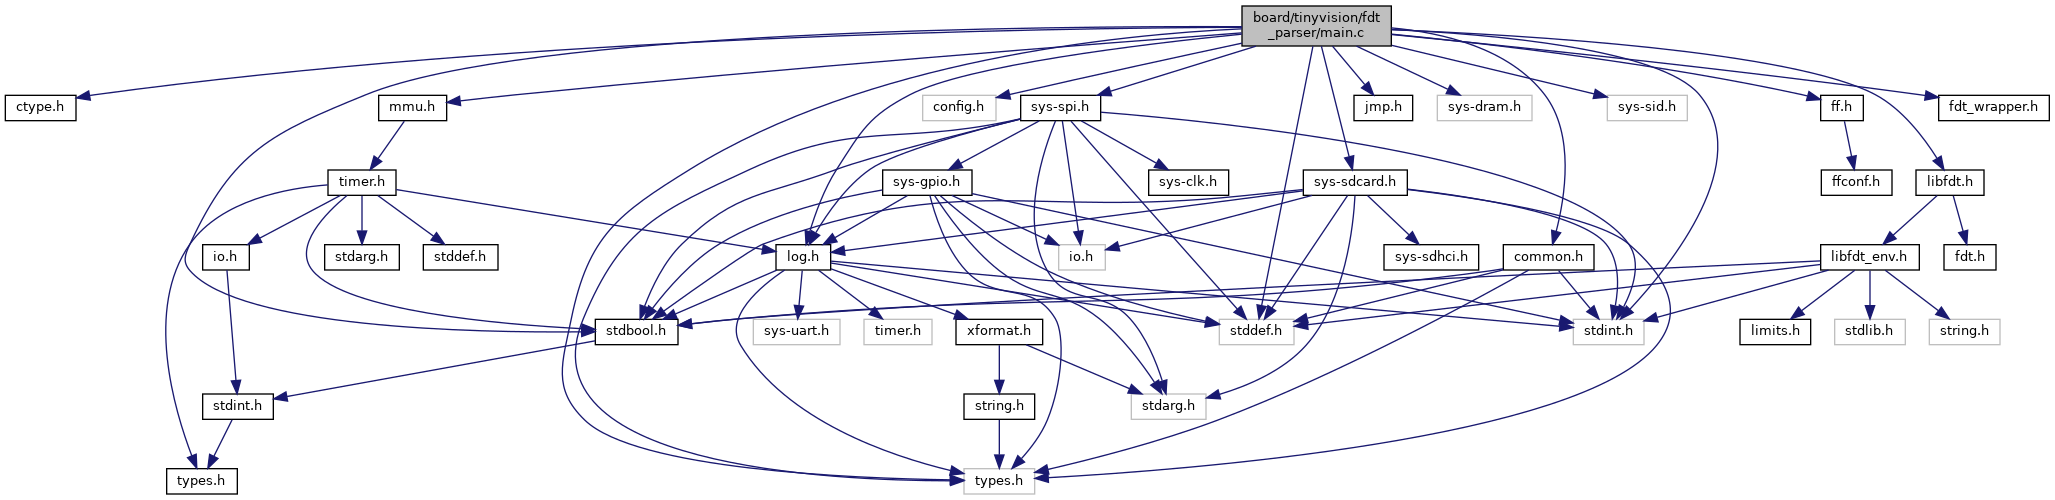 board/tinyvision/fdt
_parser/main.c
ctype.h
mmu.h
config.h
sys-spi.h
jmp.h
sys-dram.h
sys-sid.h
ff.h
fdt_wrapper.h
timer.h
sys-gpio.h
sys-clk.h
sys-sdcard.h
ffconf.h
libfdt.h
io.h
stdarg.h
stddef.h
log.h
io.h
sys-sdhci.h
common.h
libfdt_env.h
fdt.h
stdbool.h
sys-uart.h
timer.h
xformat.h
stddef.h
stdint.h
limits.h
stdlib.h
string.h
stdint.h
string.h
stdarg.h
types.h
types.h